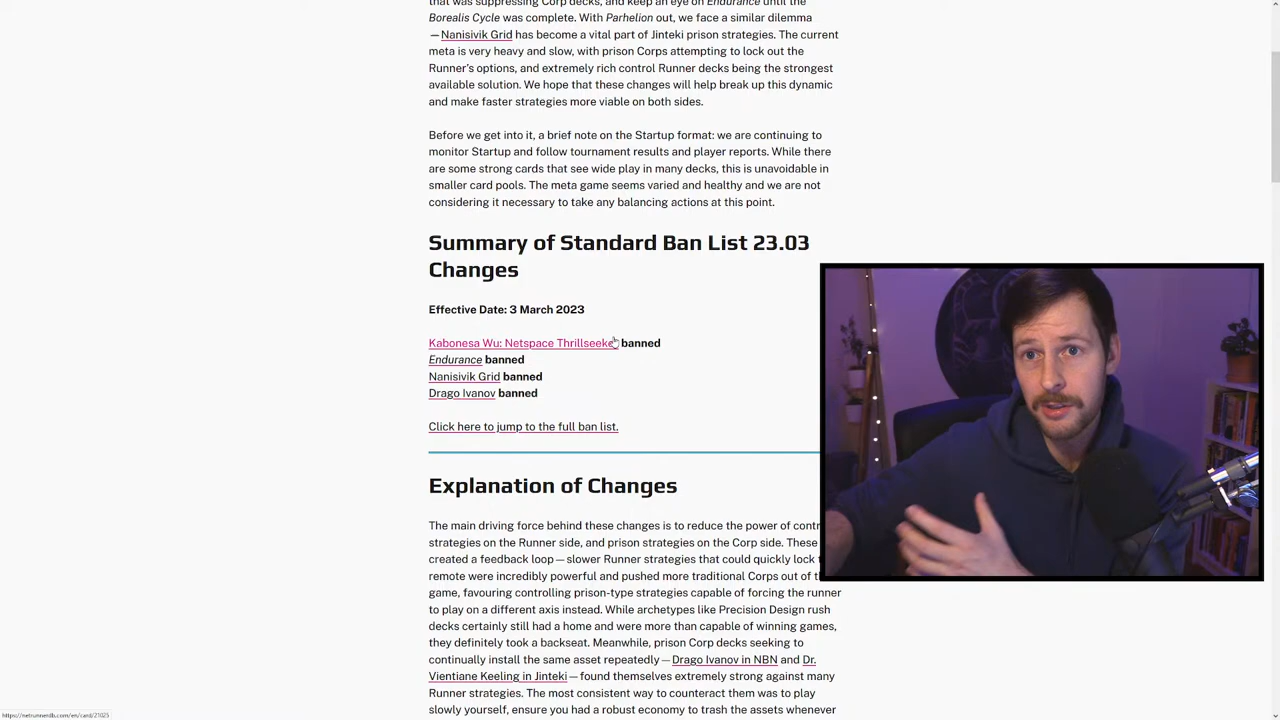 that was suppressing Corp decks, and keep an eye on Endurance until the
Borealis Cycle was complete. With Parhelion out, we face a similar dilemma
—Nanisivik Grid has become a vital part of Jinteki prison strategies. The current
meta is very heavy and slow, with prison Corps attempting to lock out the
Runner's options, and extremely rich control Runner decks being the strongest
available solution. We hope that these changes will help break up this dynamic
and make faster strategies more viable on both sides.
Before we get into it, a brief note on the Startup format: we are continuing to
monitor Startup and follow tournament results and player reports. While there
are some strong cards that see wide play in many decks, this is unavoidable in
smaller card pools. The meta game seems varied and healthy and we are not
considering it necessary to take any balancing actions at this point.
Summary of Standard Ban List 23.03
Changes
Effective Date: 3 March 2023
Kabonesa Wu: Netspace Thrillseeke banned
Endurance banned
Nanisivik Grid banned
Drago Ivanov banned
Click here to jump to the full ban list.
Explanation of Changes
The main driving force behind these changes is to reduce the power of contr
strategies on the Runner side, and prison strategies on the Corp side. These
created a feedback loop—slower Runner strategies that could quickly lock
remote were incredibly powerful and pushed more traditional Corps out of
game, favouring controlling prison-type strategies capable of forcing the runner
to play on a different axis instead. While archetypes like Precision Design rush
decks certainly still had a home and were more than capable of winning games,
they definitely took a backseat. Meanwhile, prison Corp decks seeking to
continually install the same asset repeatedly—Drago Ivanov in NBN and Dr.
Vientiane Keeling in Jinteki—found themselves extremely strong against many
Runner strategies. The most consistent way to counteract them was to play
slowly yourself, ensure you had a robust economy to trash the assets whenever
https://netrunnerdb.com/en/card/21025